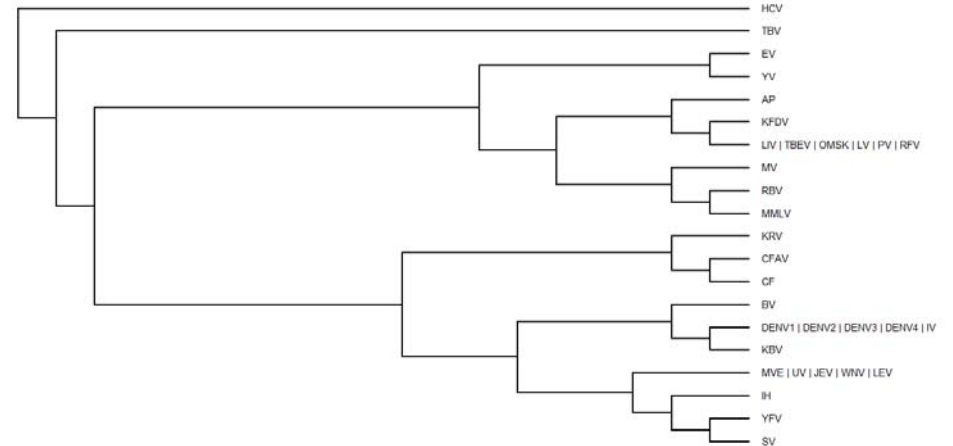 HCV
TBV
EV
YV
AP
KFDV
LIV | TBEV | OMSK | LV | PV | RFV
MV
RBV
MMLV
KRV
CFAV
CF
BV
DENV1 | DENV2 | DENV3 | DENV4 | IV
KBV
MVE | UV | JEV | WNV | LEV
IH
YFV
SV